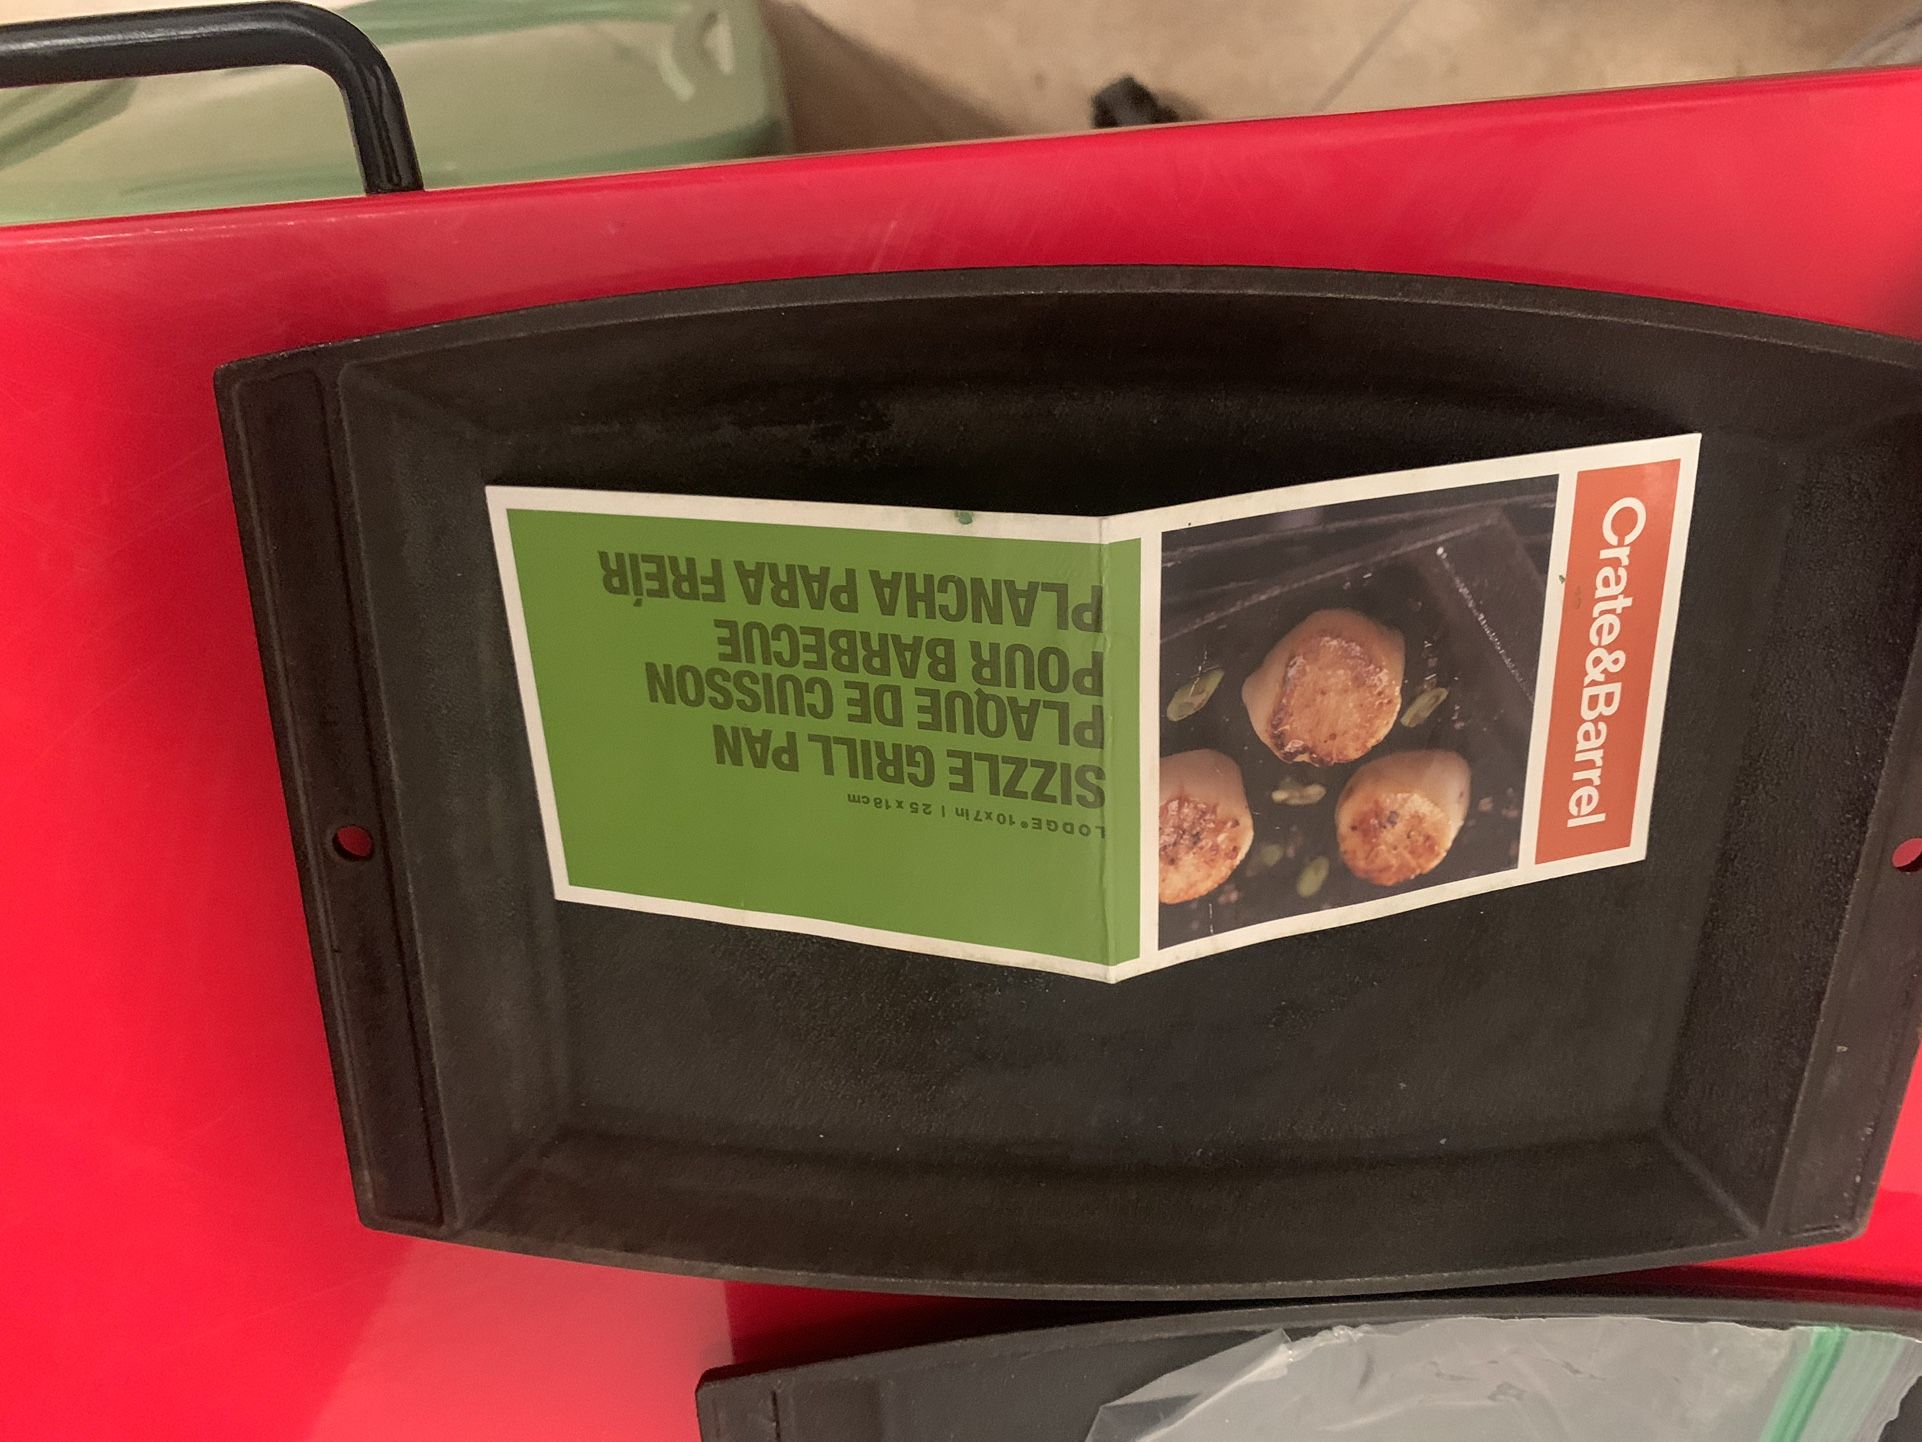 Crate&Barrel
LODGE® 10x7in | 25 x 18cm
SIZZLE GRILL PAN
PLAQUE DE CUISSON
POUR BARBECUE
PLANCHA PARA FREÍR